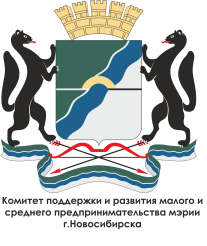 Комитет поддержки и развития малого и
среднего предпринимательства мэрии
г.Новосибирска